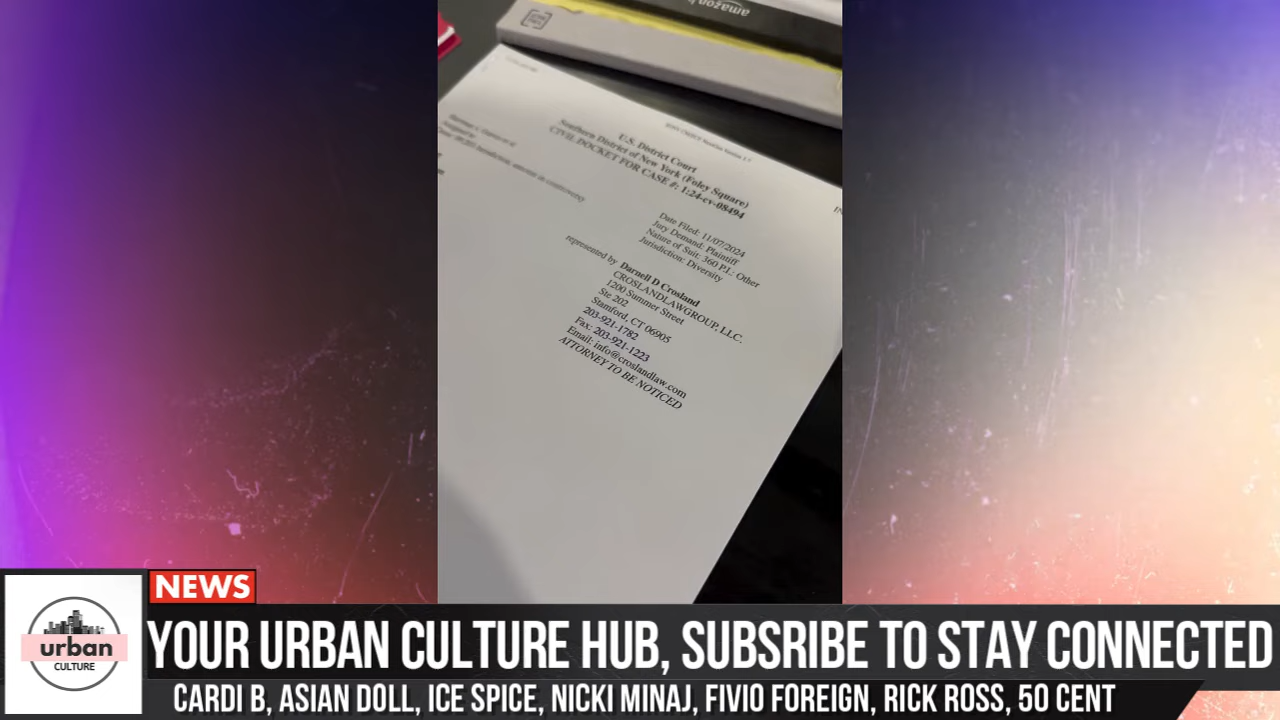 amazon b
U.S. District Court
Southern District of New York (Foley Square)
CIVIL DOCKET FOR CASE #: 1:24-cv-08494
Date Filed: 11/07/2024
Jury Demand: Plaintiff
Nature of Suit: 360 P.I.: Other
Jurisdiction: Diversity
represented by Darnell D Crosland
CROSLANDLAWGROUP, LLC.
1200 Summer Street
Ste 202
Stamford, CT 06905
203-921-1782
Fax: 203-921-1223
Email: info@croslandlaw.com
ATTORNEY TO BE NOTICED
NEWS
urban
CULTURE
YOUR URBAN CULTURE HUB, SUBSRIBE TO STAY CONNECTED
CARDI B, ASIAN DOLL, ICE SPICE, NICKI MINAJ, FIVIO FOREIGN, RICK ROSS, 50 CENT